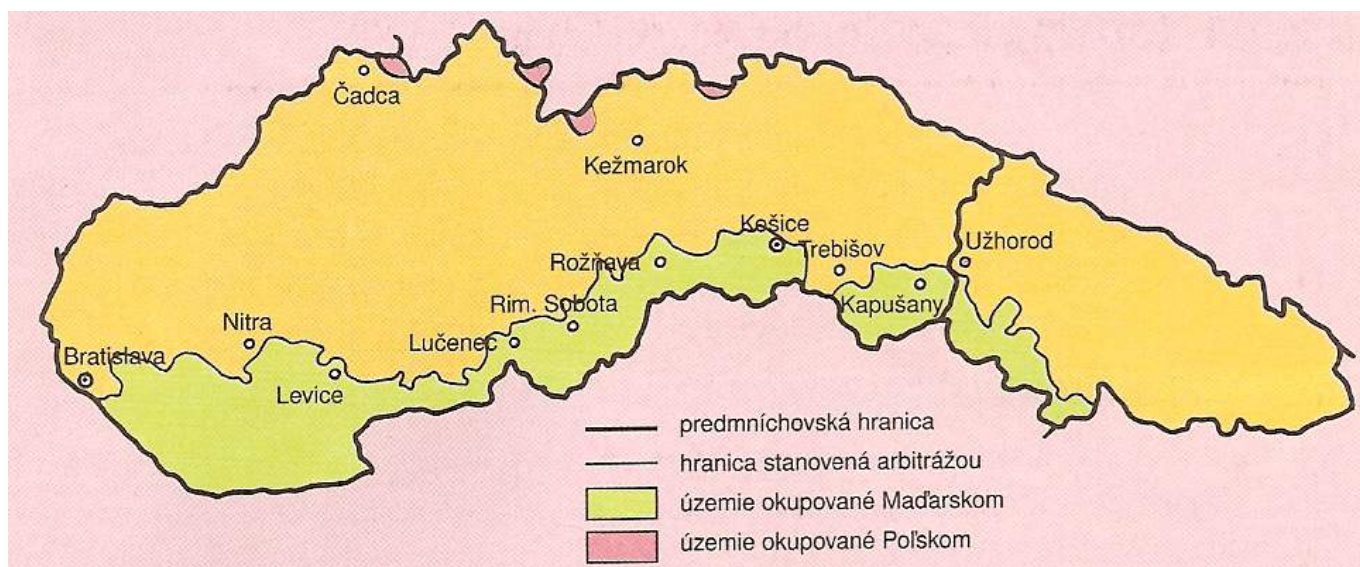 Čadca
Kežmarok
Košice
Trebišov
Užhorod
Rožňava
Kapušany
Rim. Sobota
Nitra
Lučenec
Bratislava
Levice
predmníchovská hranica
hranica stanovená arbitrážou
územie okupované Maďarskom
územie okupované Poľskom